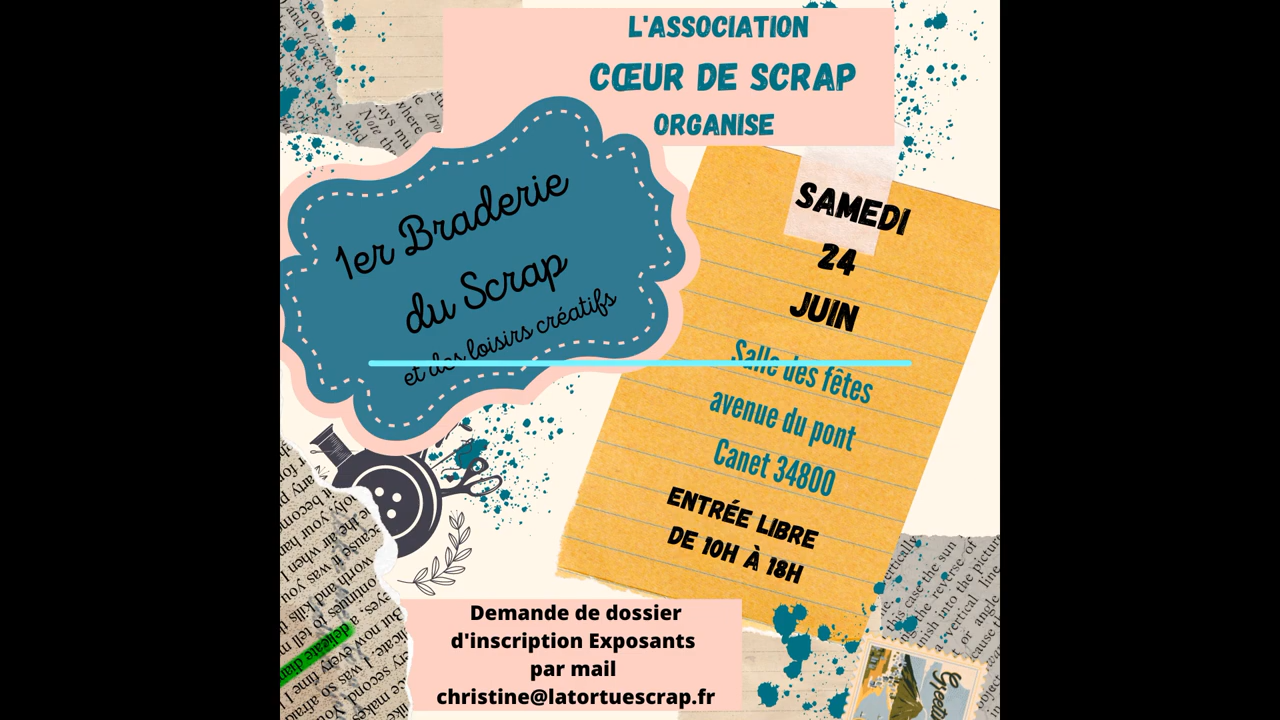 L'ASSOCIATION
CŒUR DE SCRAP
ORGANISE
1er Braderie
du Scrap
et des loisirs créatifs
SAMEDI
24
JUIN
Salle des fêtes
avenue du pont
Canet 34800
ENTRÉE LIBRE
DE 10H À 18H
Demande de dossier
d'inscription Exposants
par mail
christine@latortuescrap.fr